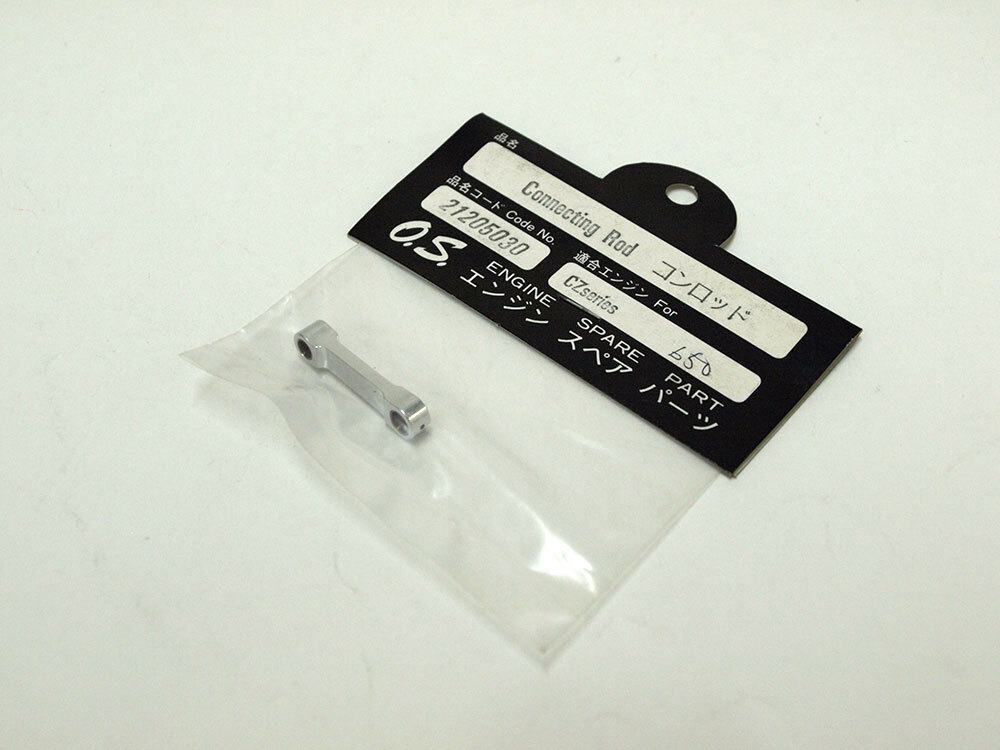 品名
Connecting Rod コンロッド
品名コード Code No.
21205030
適合エンジン For
CZseries 650
O.S. ENGINE SPARE PART
エンジン スペア パーツ